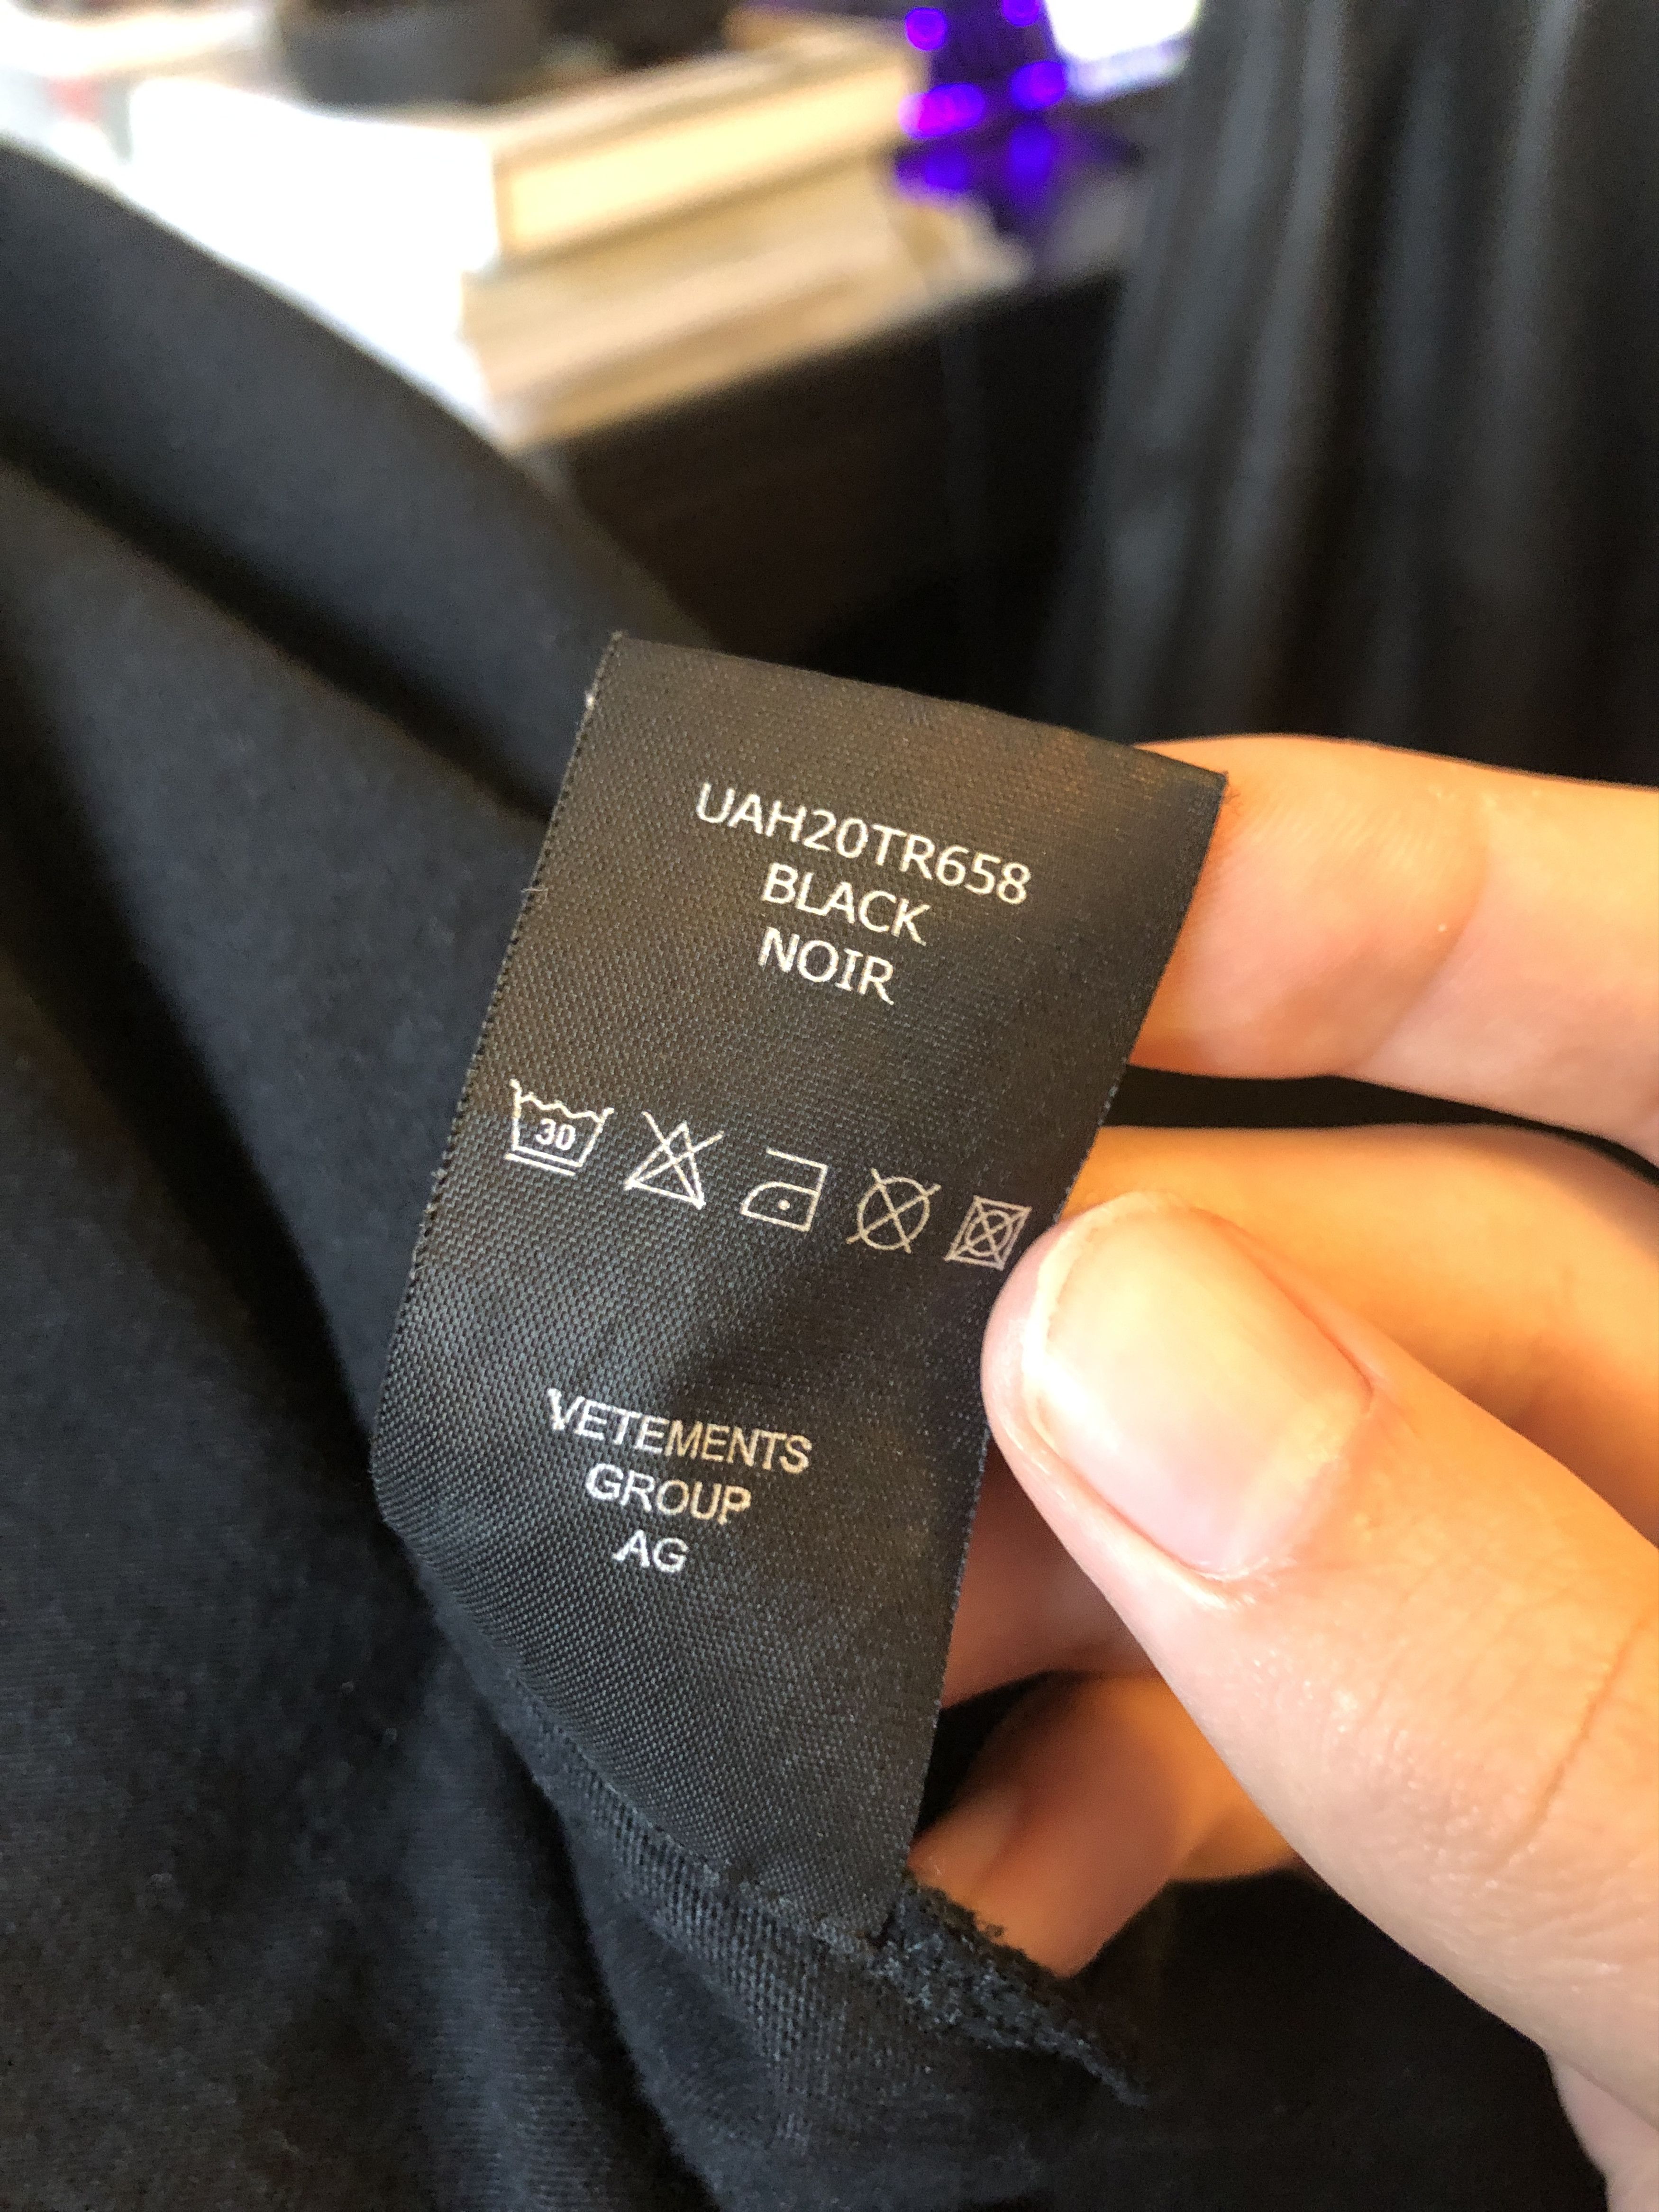 UAH20TR658
BLACK
NOIR
30
VETEMENTS
GROUP
AG